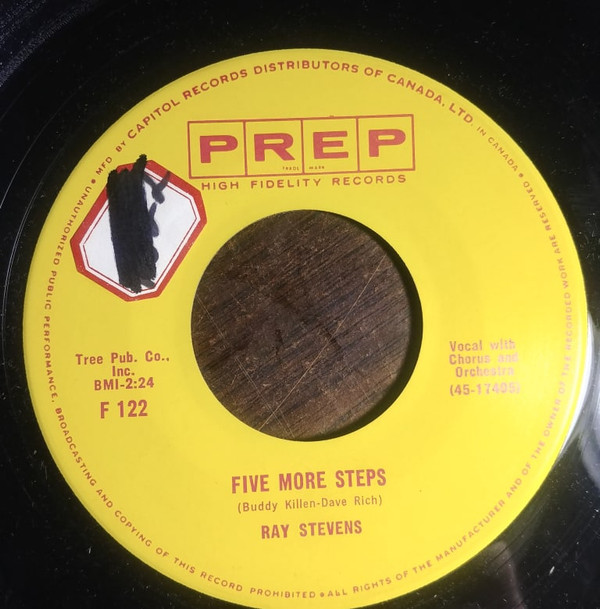 • MFD BY CAPITOL RECORDS DISTRIBUTORS OF CANADA, LTD. IN CANADA •
PREP
TRADE MARK
HIGH FIDELITY RECORDS
Tree Pub. Co.,
Inc.
BMI-2:24
F 122
Vocal with
Chorus and
Orchestra
(45-17405)
FIVE MORE STEPS
(Buddy Killen-Dave Rich)
RAY STEVENS
UNAUTHORIZED PUBLIC PERFORMANCE, BROADCASTING AND COPYING OF THIS RECORD PROHIBITED • ALL RIGHTS OF THE MANUFACTURER AND OF THE OWNER OF THE RECORDED WORK ARE RESERVED